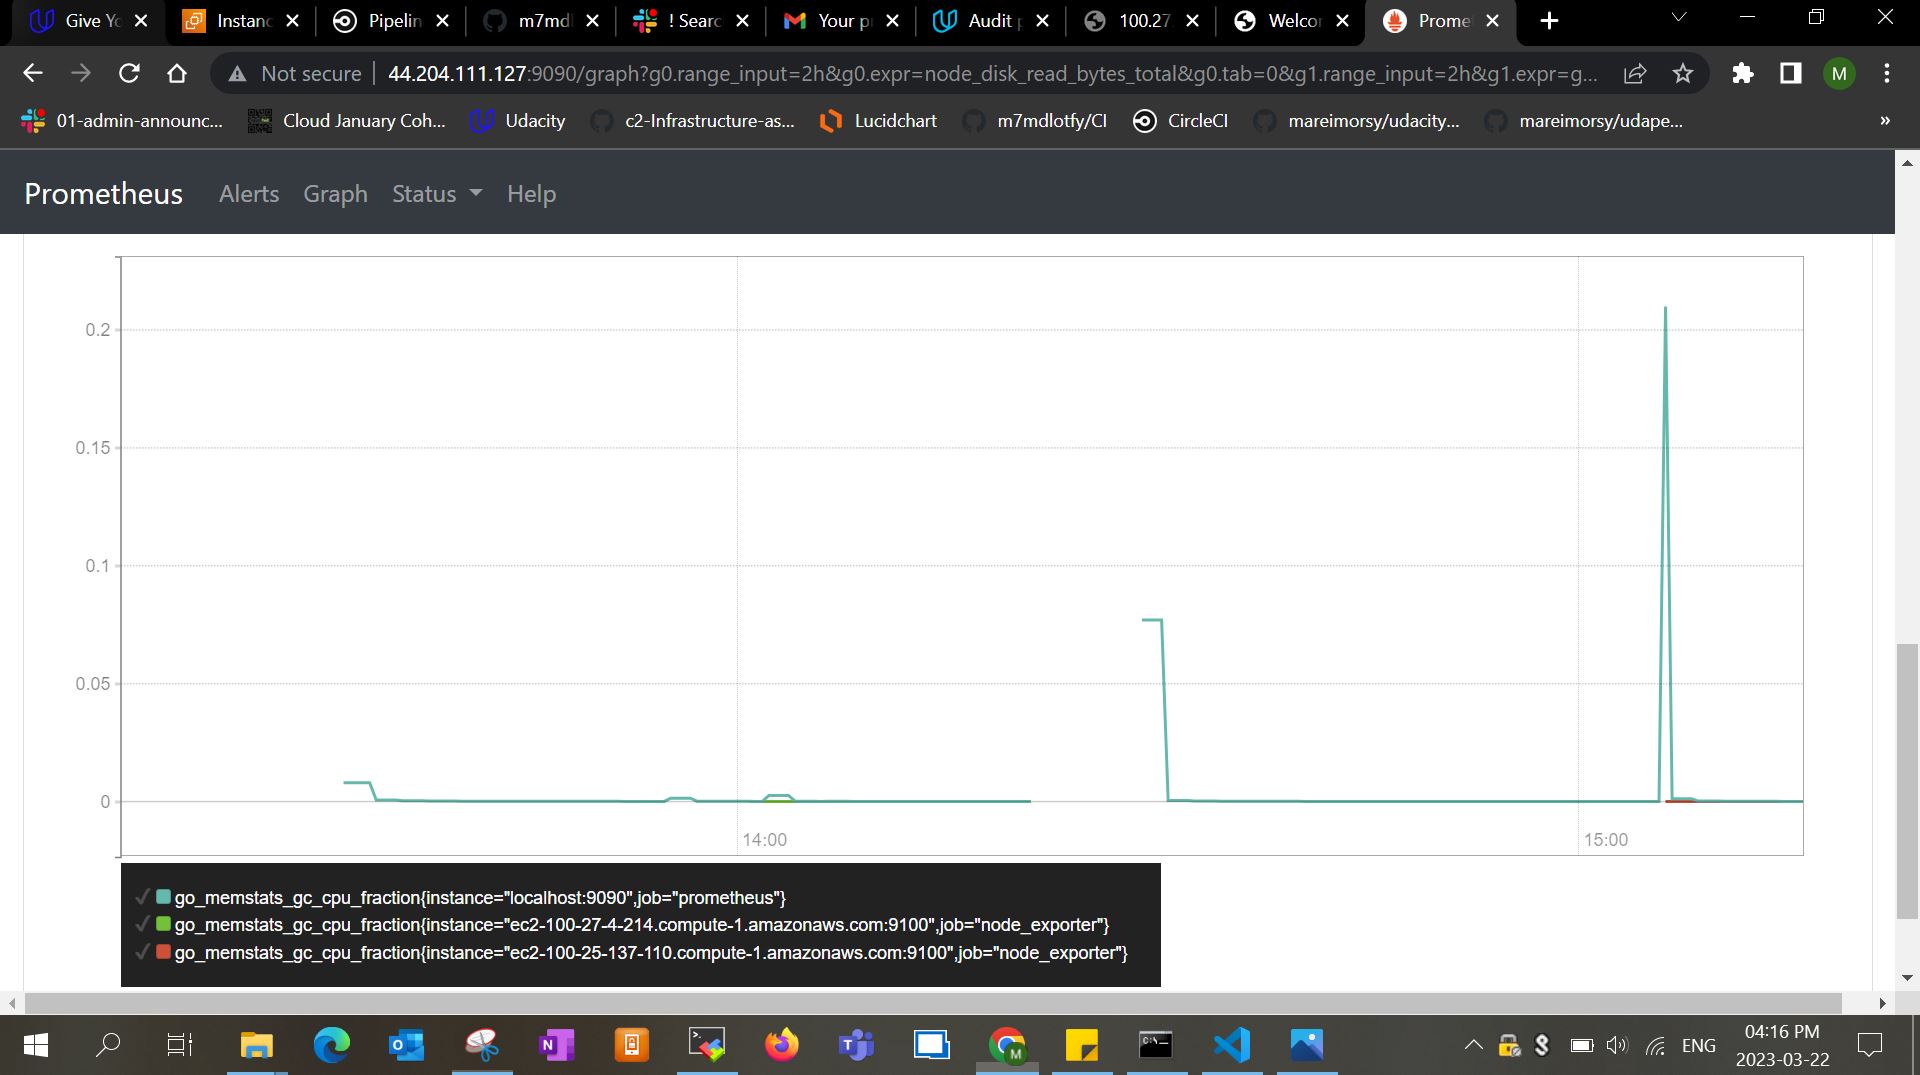 Give Yo
Instanc
Pipelin
m7mdl
! Searc
Your p
Audit p
100.27
Welco
Promet
Not secure
44.204.111.127:9090/graph?g0.range_input=2h&g0.expr=node_disk_read_bytes_total&g0.tab=0&g1.range_input=2h&g1.expr=g...
M
01-admin-announc...
Cloud January Coh...
Udacity
c2-Infrastructure-as...
Lucidchart
m7mdlotfy/CI
CircleCI
mareimorsy/udacity...
mareimorsy/udape...
»
Prometheus
Alerts
Graph
Status
Help
0.2
0.15
0.1
0.05
0
14:00
15:00
go_memstats_gc_cpu_fraction{instance="localhost:9090",job="prometheus"}
go_memstats_gc_cpu_fraction{instance="ec2-100-27-4-214.compute-1.amazonaws.com:9100",job="node_exporter"}
go_memstats_gc_cpu_fraction{instance="ec2-100-25-137-110.compute-1.amazonaws.com:9100",job="node_exporter"}
ENG
04:16 PM
2023-03-22